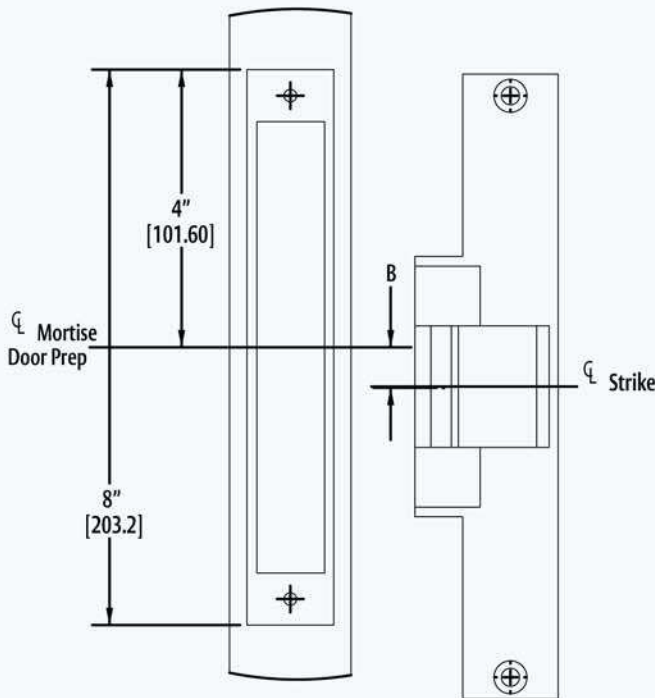 4"
[101.60]
B
℄ Mortise
Door Prep
℄ Strike
8"
[203.2]